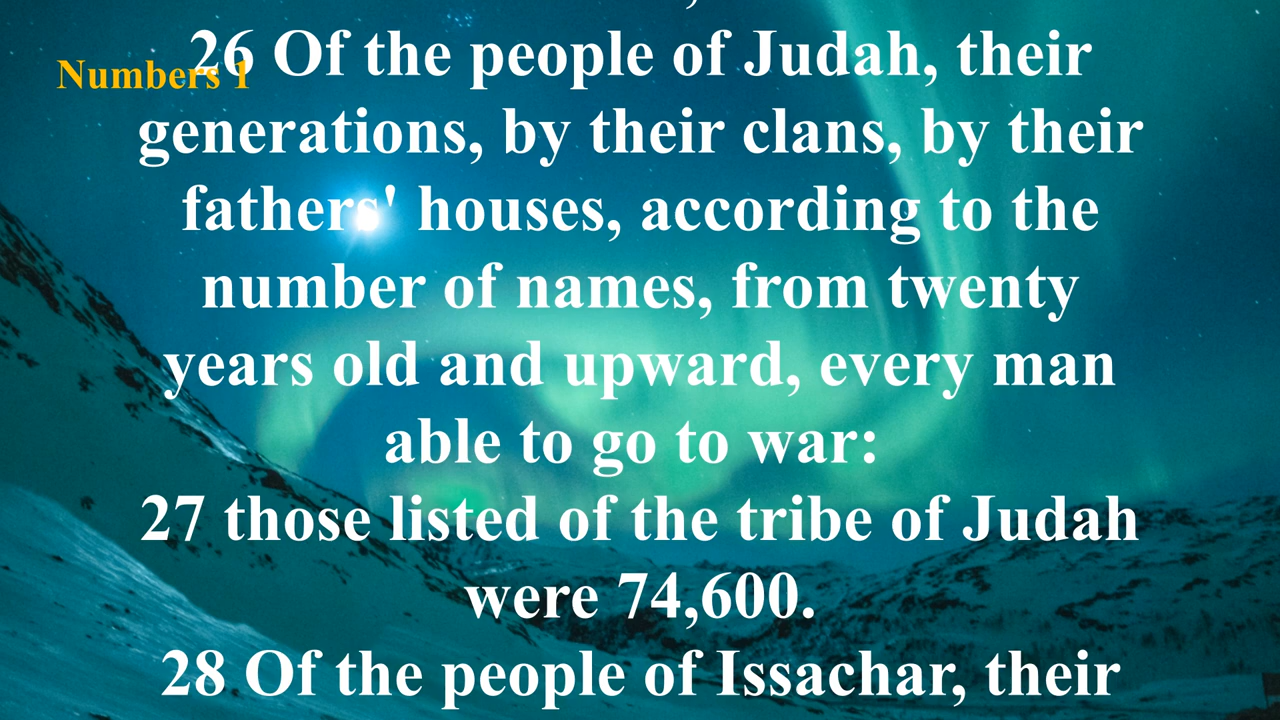 Numbers 1
26 Of the people of Judah, their
generations, by their clans, by their
fathers' houses, according to the
number of names, from twenty
years old and upward, every man
able to go to war:
27 those listed of the tribe of Judah
were 74,600.
28 Of the people of Issachar, their